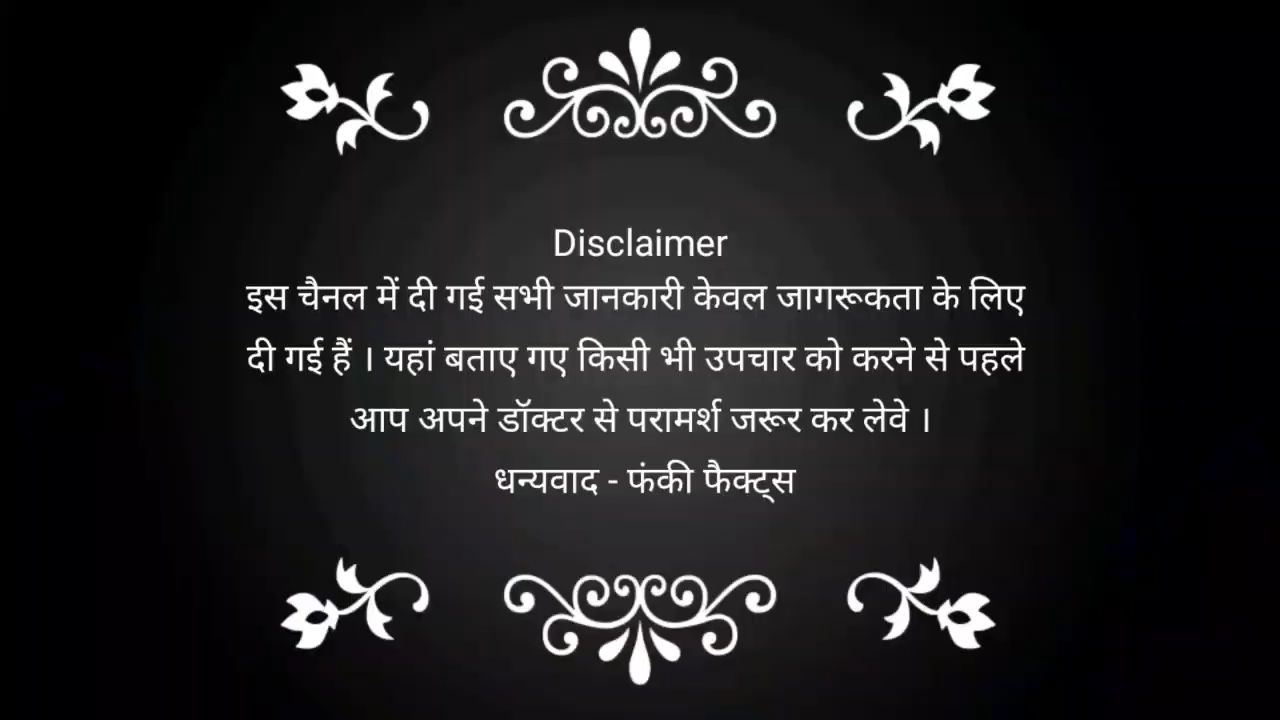 Disclaimer
इस चैनल में दी गई सभी जानकारी केवल जागरूकता के लिए
दी गई हैं । यहां बताए गए किसी भी उपचार को करने से पहले
आप अपने डॉक्टर से परामर्श जरूर कर लेवे ।
धन्यवाद - फंकी फैक्ट्स